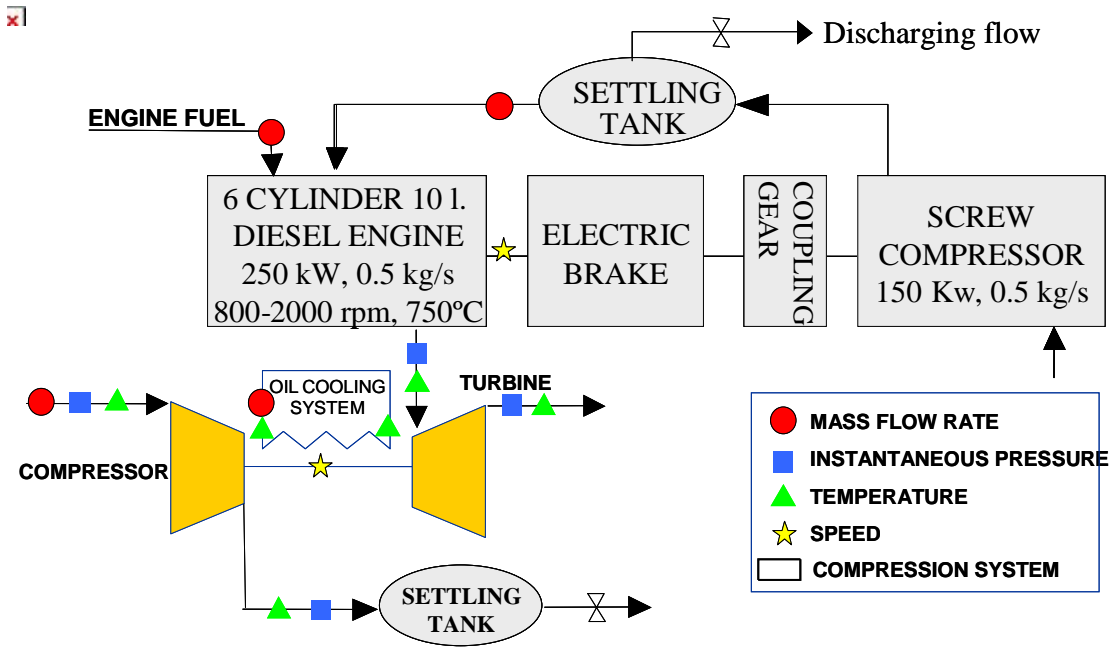 Discharging flow
SETTLING
TANK
ENGINE FUEL
6 CYLINDER 10 l.
DIESEL ENGINE
250 kW, 0.5 kg/s
800-2000 rpm, 750ºC
ELECTRIC
BRAKE
COUPLING
GEAR
SCREW
COMPRESSOR
150 Kw, 0.5 kg/s
OIL COOLING
SYSTEM
TURBINE
COMPRESSOR
MASS FLOW RATE
INSTANTANEOUS PRESSURE
TEMPERATURE
SPEED
COMPRESSION SYSTEM
SETTLING
TANK